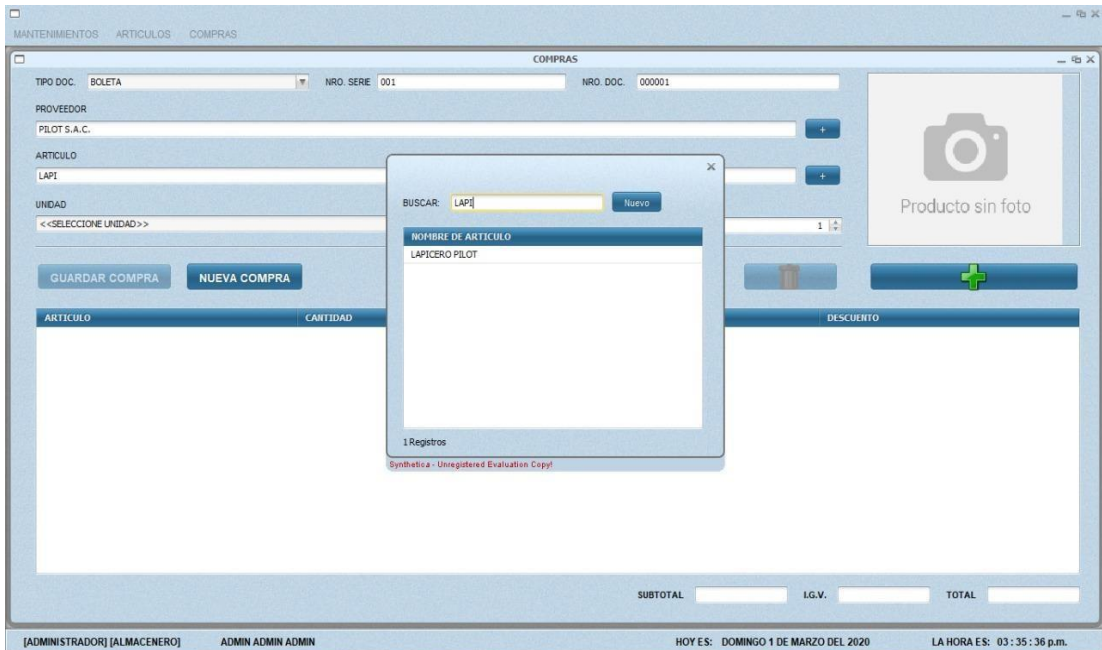 MANTENIMIENTOS ARTICULOS COMPRAS
COMPRAS
TIPO DOC. BOLETA NRO. SERIE 001 NRO. DOC. 000001
PROVEEDOR
PILOT S.A.C. +
ARTICULO
LAPI +
UNIDAD
<<SELECCIONE UNIDAD>> 1
Producto sin foto
BUSCAR: LAPI Nuevo
NOMBRE DE ARTICULO
LAPICERO PILOT
1 Registros
Synthetica - Unregistered Evaluation Copy!
GUARDAR COMPRA NUEVA COMPRA
ARTICULO CANTIDAD DESCUENTO
SUBTOTAL I.G.V. TOTAL
[ADMINISTRADOR] [ALMACENERO] ADMIN ADMIN ADMIN HOY ES: DOMINGO 1 DE MARZO DEL 2020 LA HORA ES: 03 : 35 : 36 p.m.